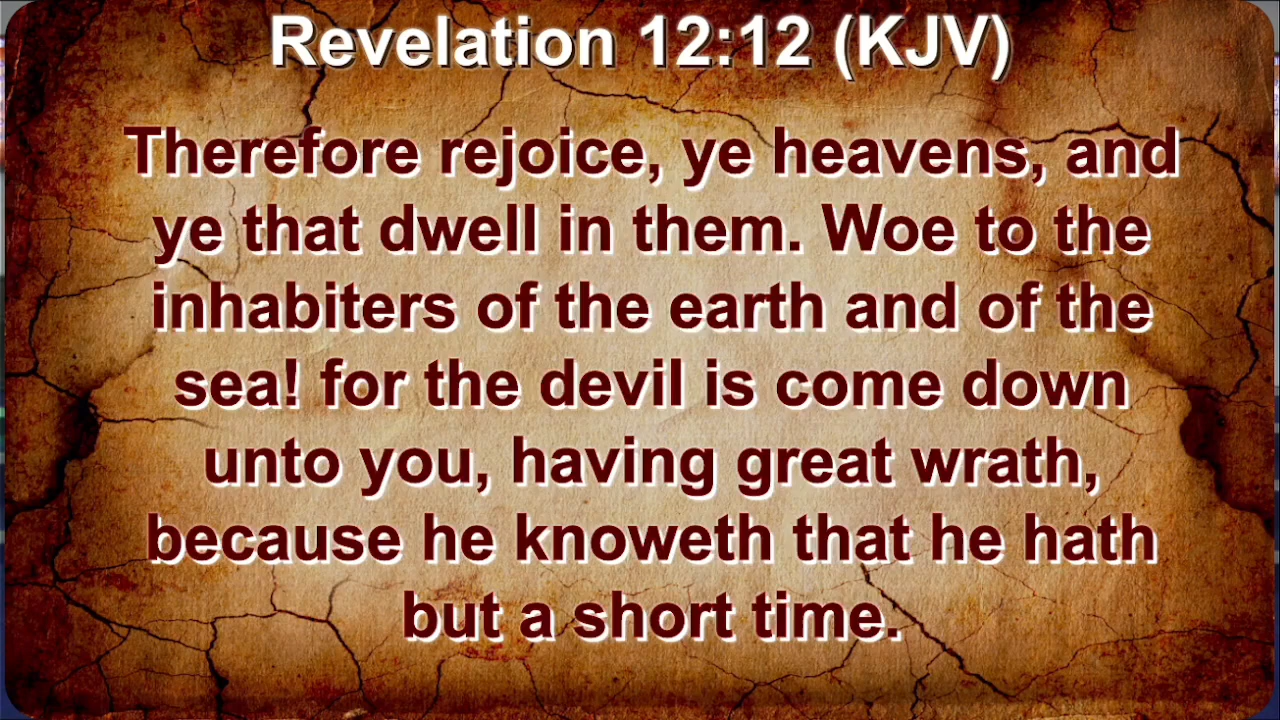 Revelation 12:12 (KJV)
Therefore rejoice, ye heavens, and
ye that dwell in them. Woe to the
inhabiters of the earth and of the
sea! for the devil is come down
unto you, having great wrath,
because he knoweth that he hath
but a short time.